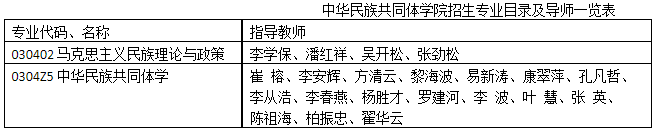 中华民族共同体学院招生专业目录及导师一览表
专业代码、名称 指导教师
030402 马克思主义民族理论与政策 李学保、潘红祥、吴开松、张劲松
0304Z5 中华民族共同体学 崔 榕、李安辉、方清云、黎海波、易新涛、康翠萍、孔凡哲、
李从浩、李春燕、杨胜才、罗建河、李 波、叶 慧、张 英、
陈祖海、柏振忠、翟华云